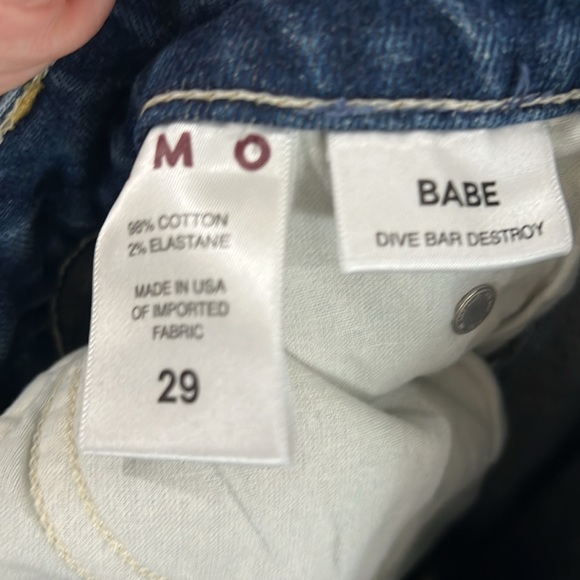 M O
98% COTTON
2% ELASTANE
MADE IN USA
OF IMPORTED
FABRIC
29
BABE
DIVE BAR DESTROY